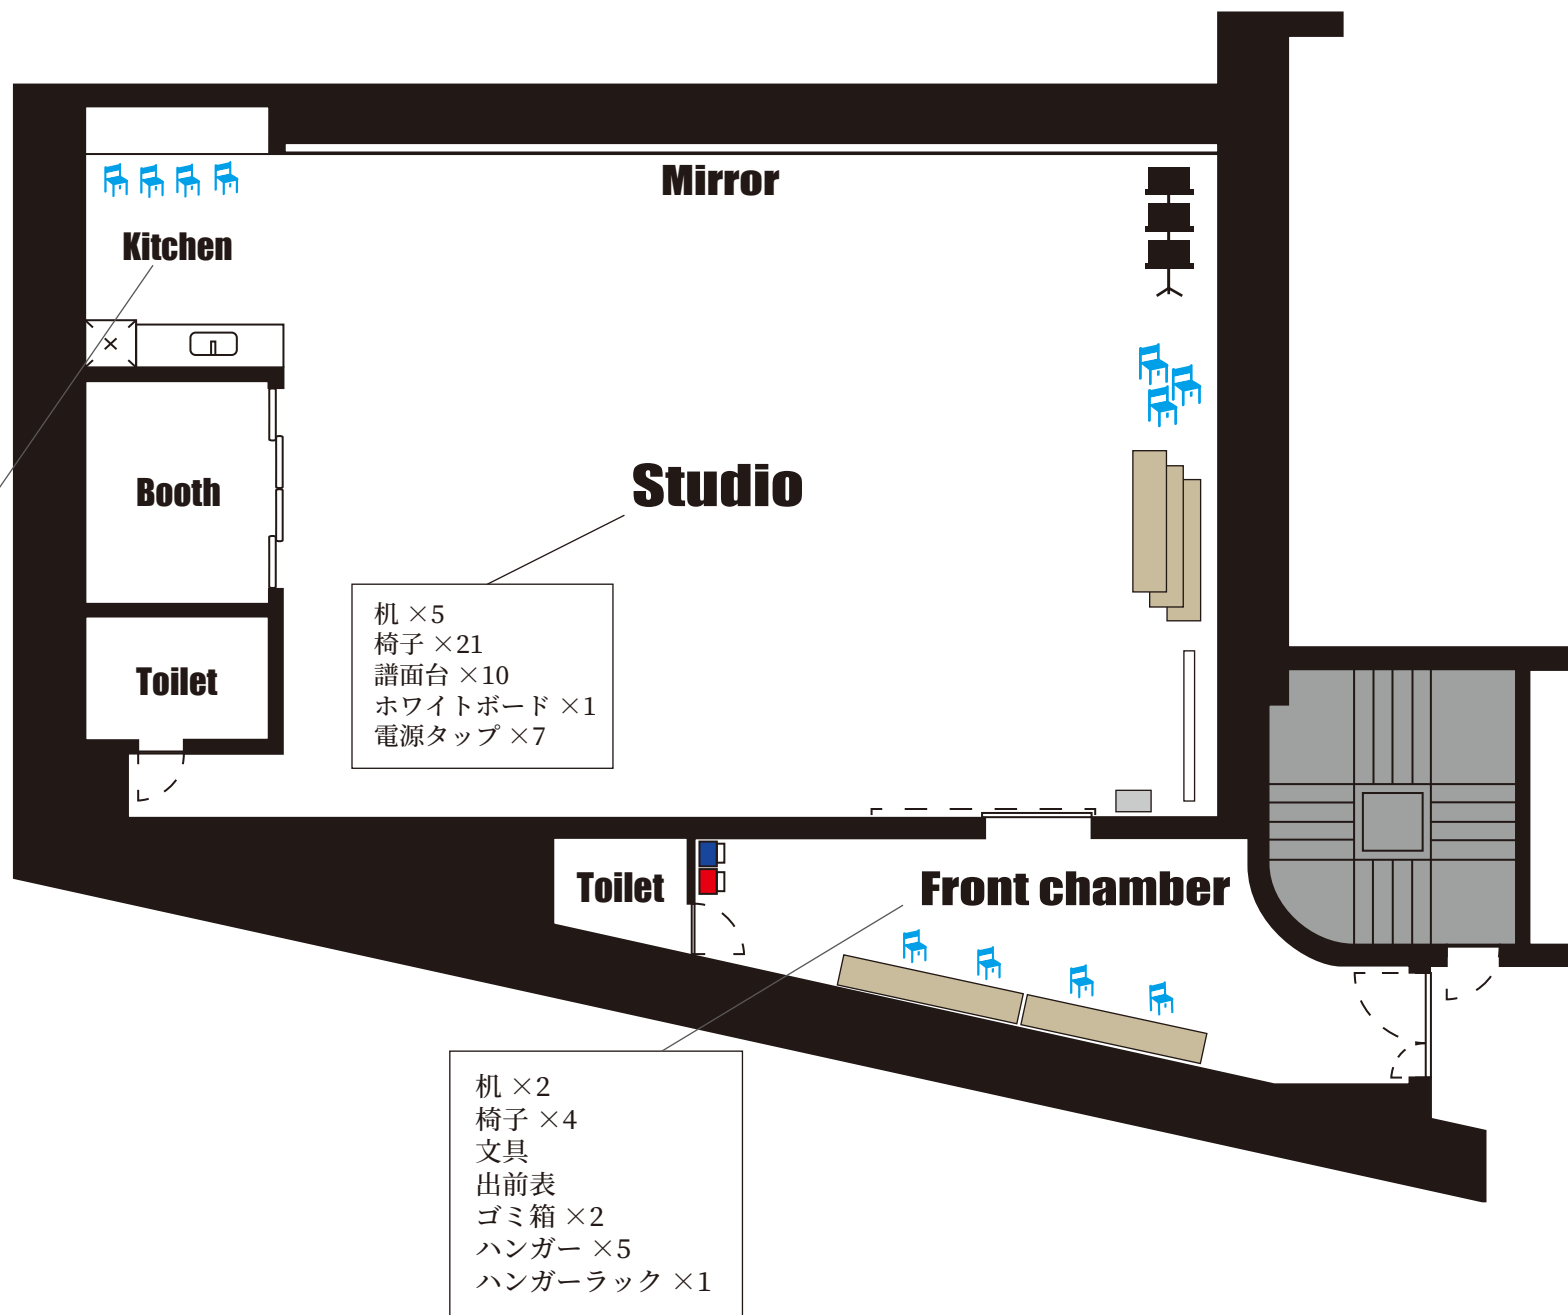 Mirror
Kitchen
Studio
Booth
机 ×5
椅子 ×21
譜面台 ×10
ホワイトボード ×1
電源タップ ×7
Toilet
Toilet
Front chamber
机 ×2
椅子 ×4
文具
出前表
ゴミ箱 ×2
ハンガー ×5
ハンガーラック ×1